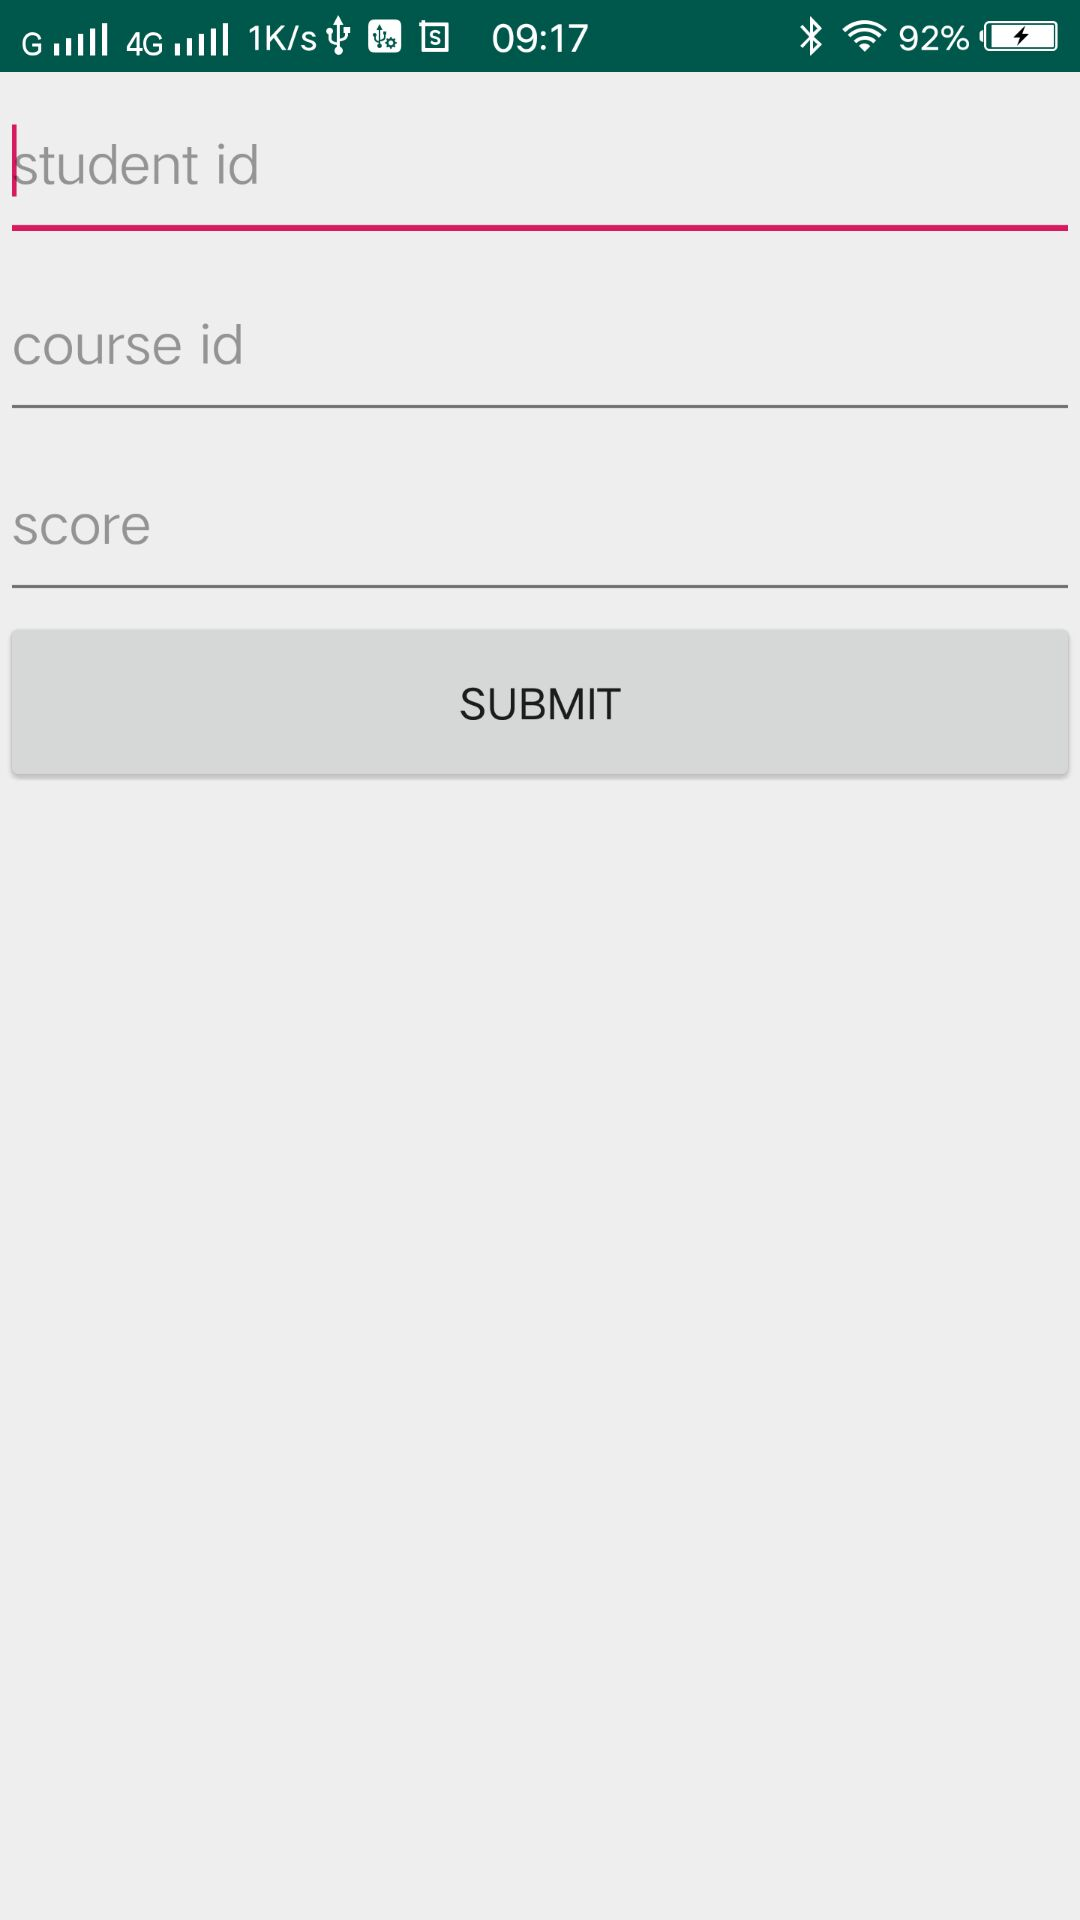 G 4G 1K/s S 09:17 92%
student id
course id
score
SUBMIT